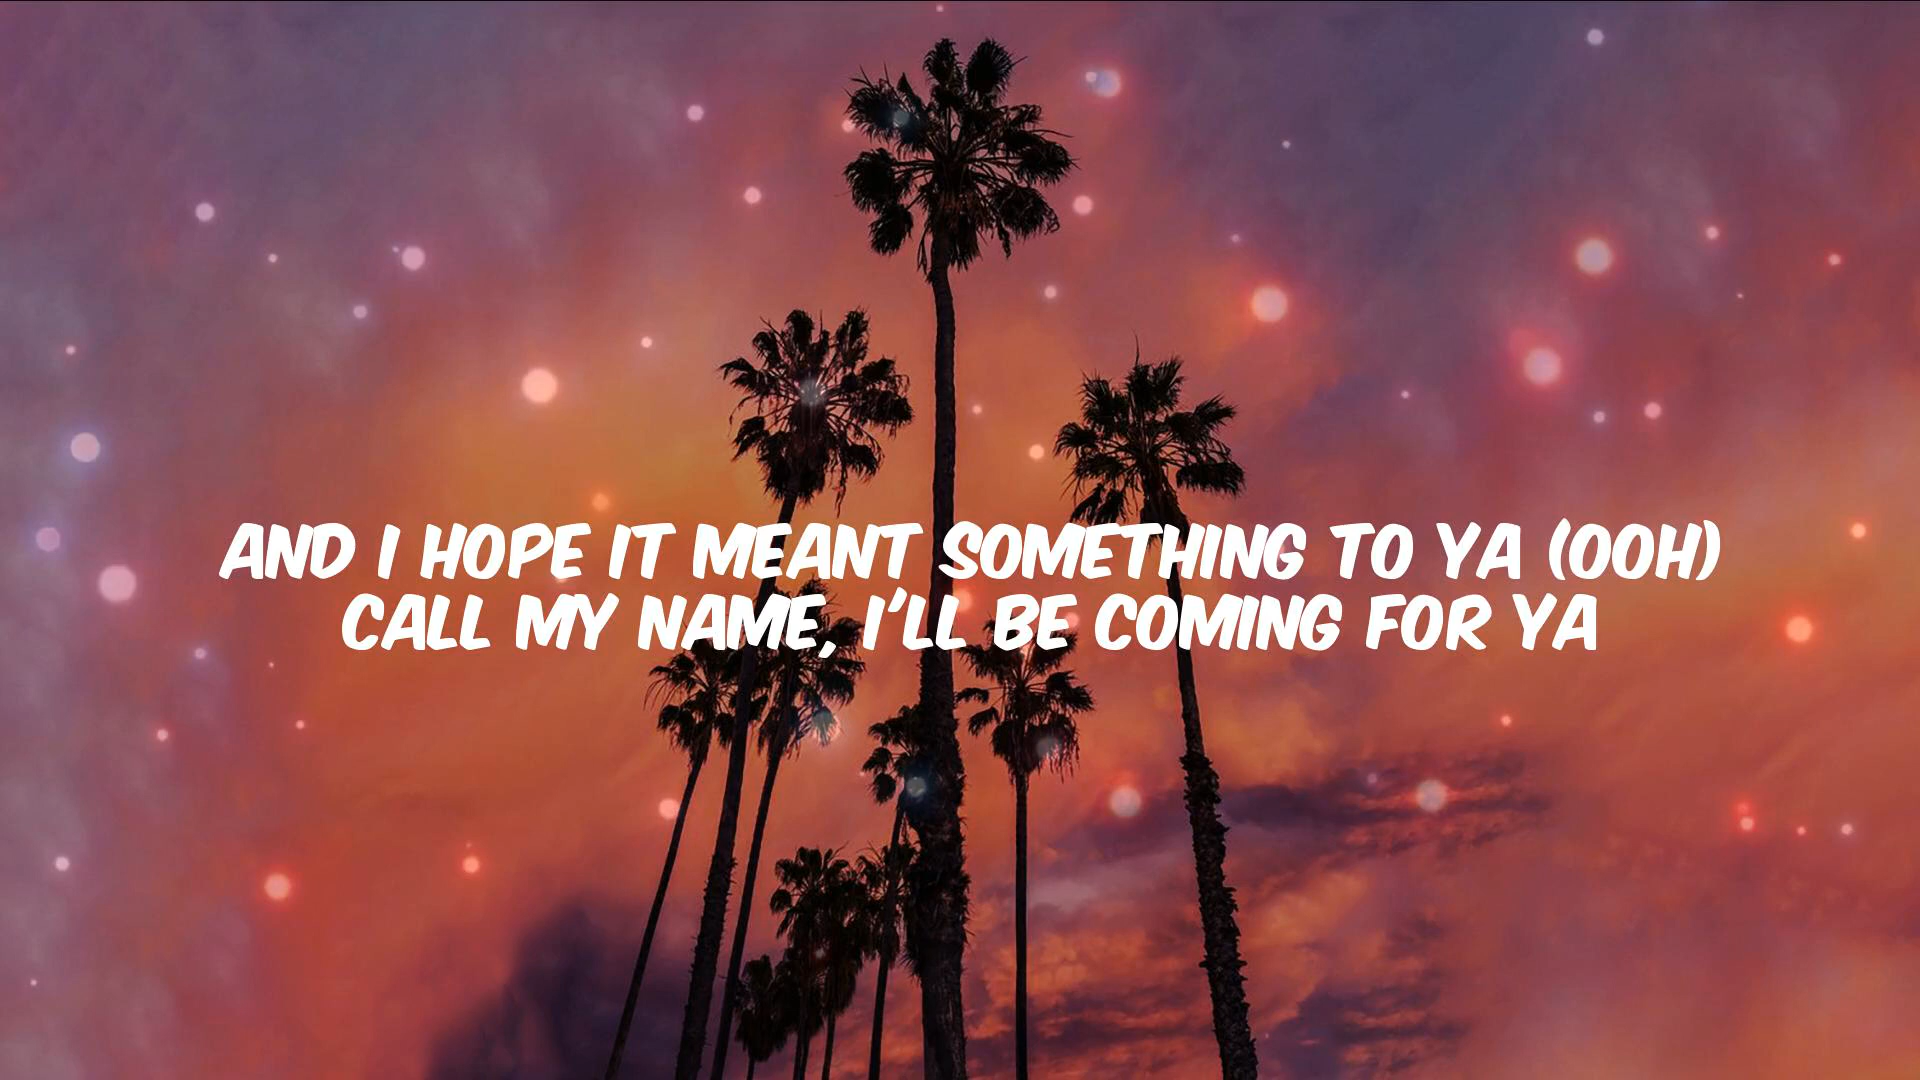 AND I HOPE IT MEANT SOMETHING TO YA (OOH)
CALL MY NAME, I'LL BE COMING FOR YA